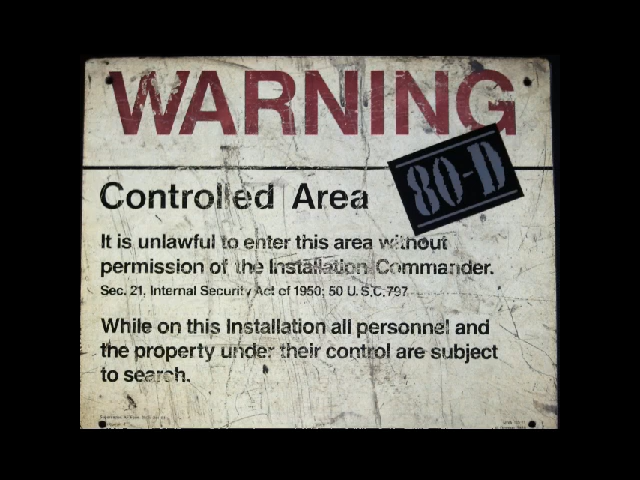 WARNING
80-D
Controlled Area
It is unlawful to enter this area without
permission of the Installation Commander.
Sec. 21, Internal Security Act of 1950; 50 U.S.C. 797
While on this Installation all personnel and
the property under their control are subject
to search.